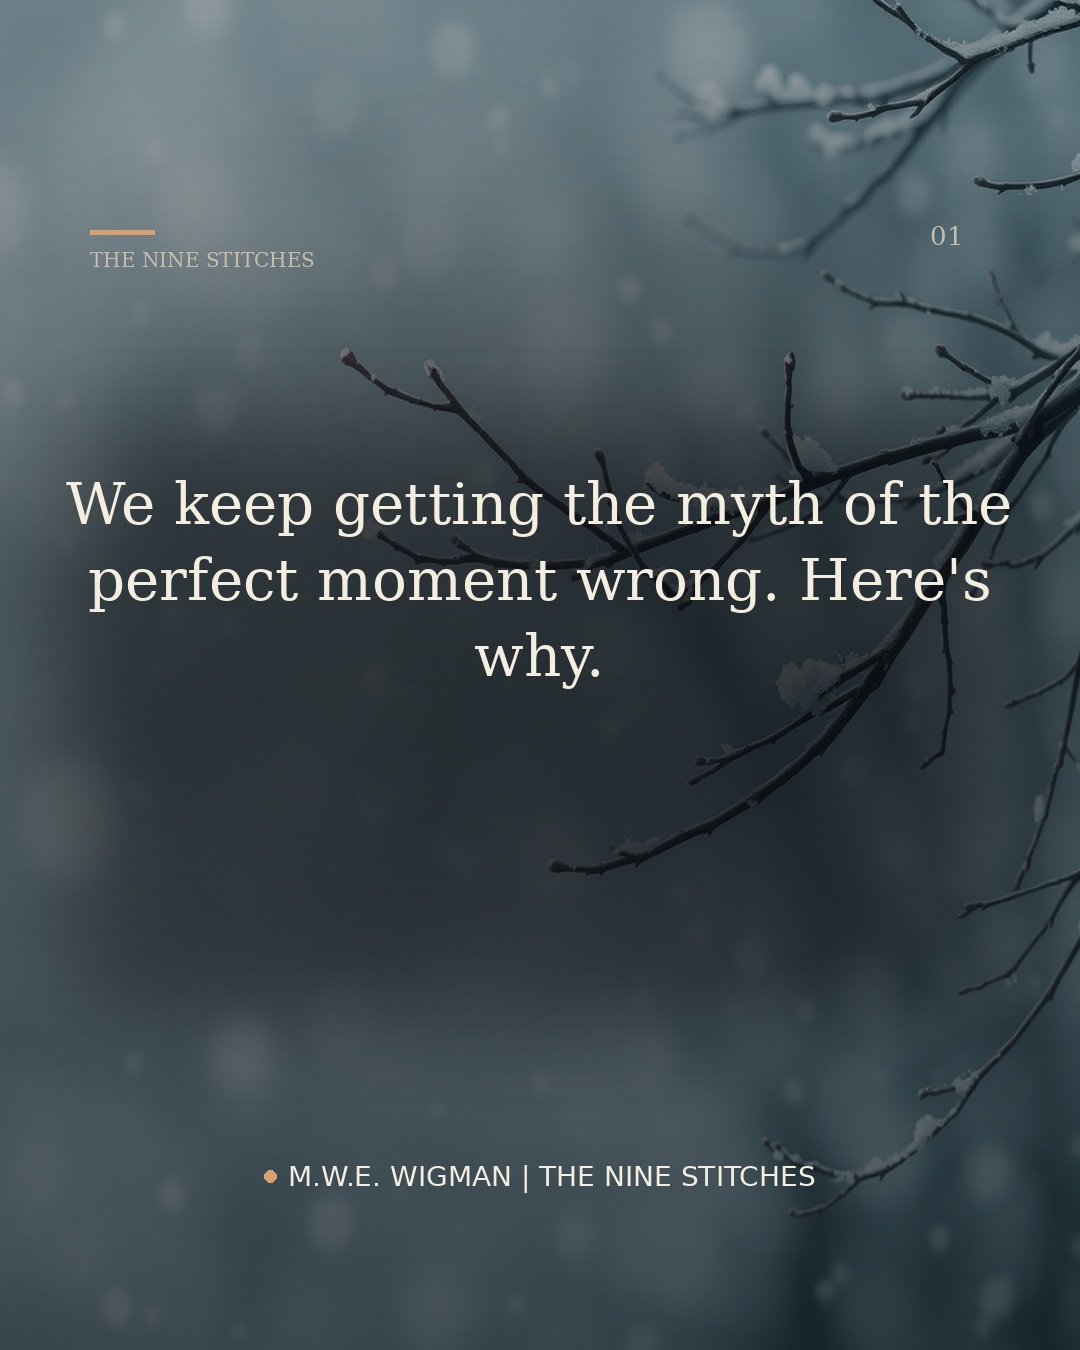 THE NINE STITCHES
01
We keep getting the myth of the
perfect moment wrong. Here's
why.
M.W.E. WIGMAN | THE NINE STITCHES